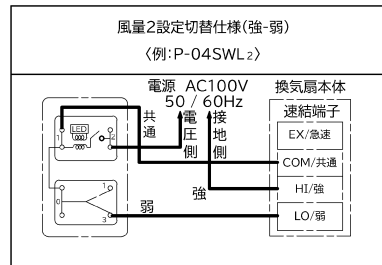 風量2設定切替仕様(強-弱)
〈例:P-04SWL2〉
電源 AC100V
50 / 60Hz
換気扇本体
速結端子
共通
電圧側
接地側
LED
1
2
EX/急速
COM/共通
HI/強
LO/弱
0
1
3
弱
強